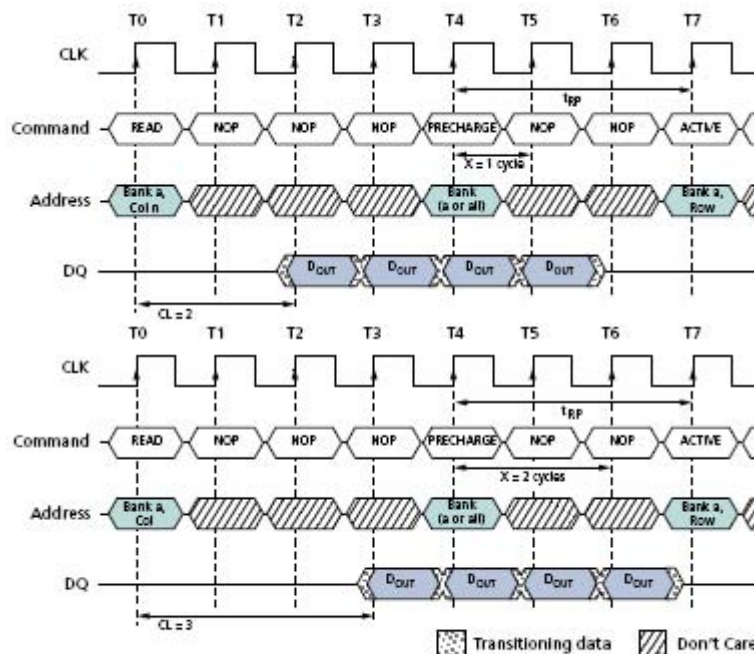 T0 T1 T2 T3 T4 T5 T6 T7
CLK
tRP
Command READ NOP NOP NOP PRECHARGE NOP NOP ACTIVE
X = 1 cycle
Address Bank a, Col n Bank (a or all) Bank a, Row
DQ DOUT DOUT DOUT DOUT
CL = 2
T0 T1 T2 T3 T4 T5 T6 T7
CLK
tRP
Command READ NOP NOP NOP PRECHARGE NOP NOP ACTIVE
X = 2 cycles
Address Bank a, Col Bank (a or all) Bank a, Row
DQ DOUT DOUT DOUT DOUT
CL = 3
Transitioning data Don't Care